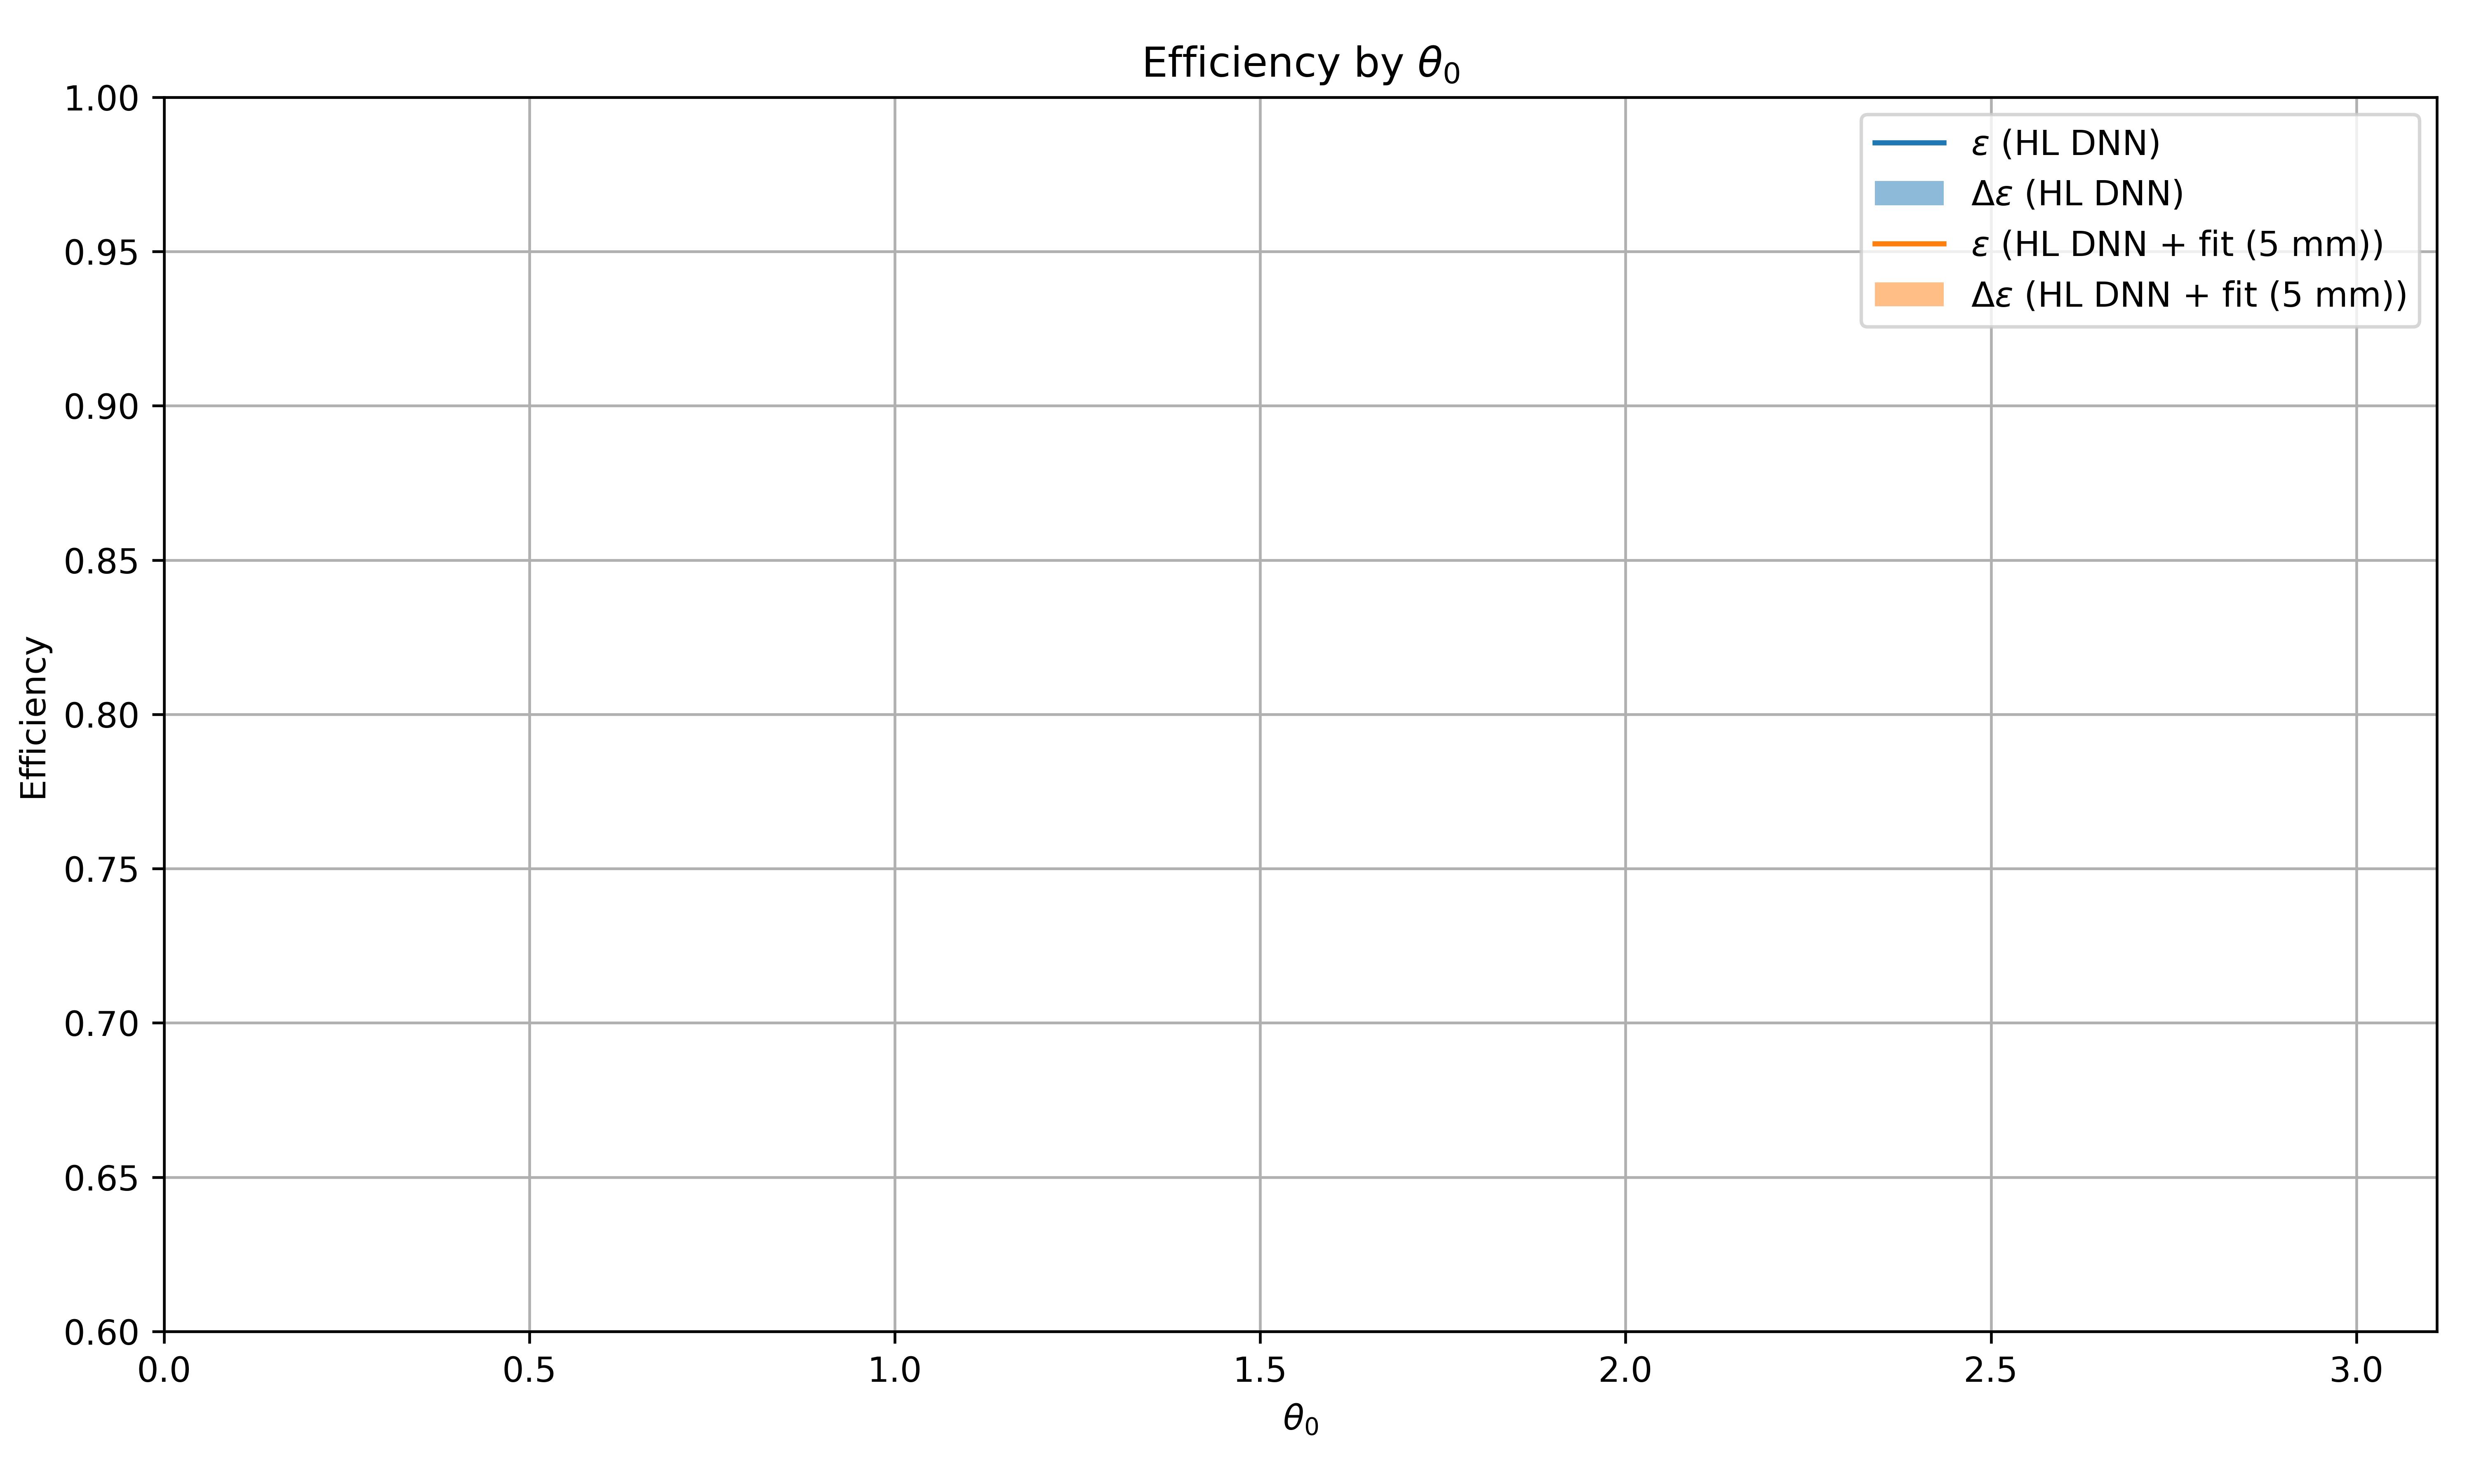 Efficiency by θ₀
1.00
0.95
0.90
0.85
0.80
0.75
0.70
0.65
0.60
Efficiency
ε (HL DNN)
Δε (HL DNN)
ε (HL DNN + fit (5 mm))
Δε (HL DNN + fit (5 mm))
0.0 0.5 1.0 1.5 2.0 2.5 3.0
θ₀